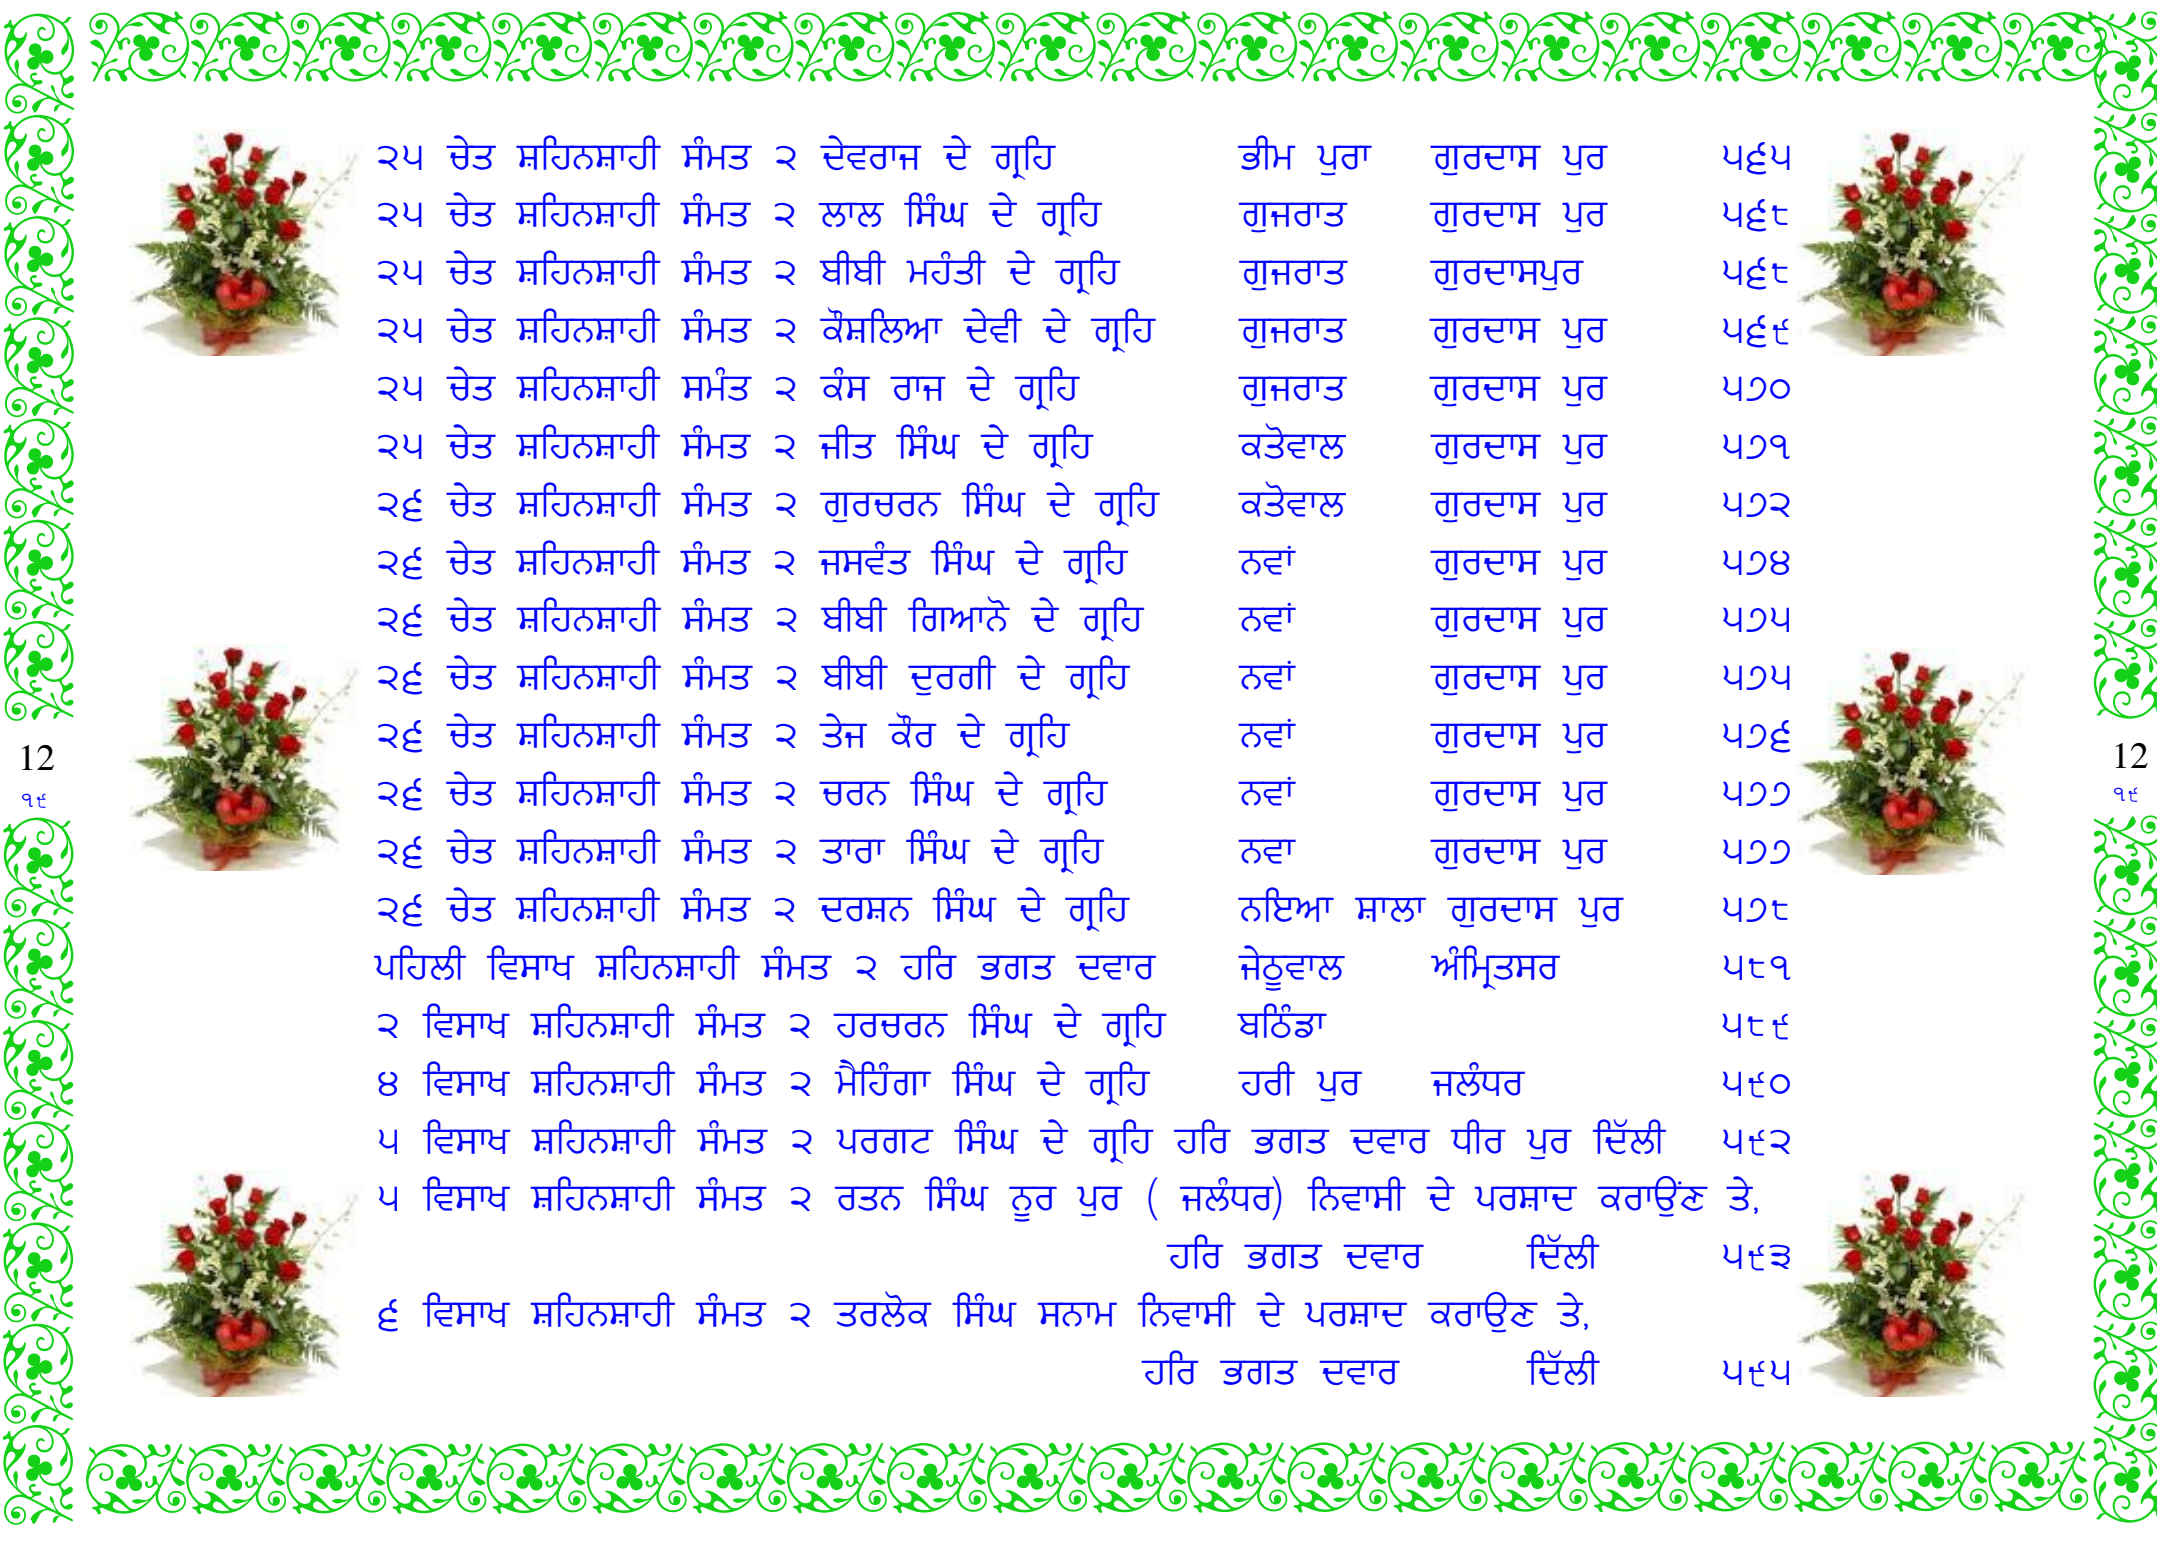 ੨੫ ਚੇਤ ਸ਼ਹਿਨਸ਼ਾਹੀ ਸੰਮਤ ੨ ਦੇਵਰਾਜ ਦੇ ਗ੍ਰਹਿ ਭੀਮ ਪੁਰਾ ਗੁਰਦਾਸ ਪੁਰ ੫੬੫
੨੫ ਚੇਤ ਸ਼ਹਿਨਸ਼ਾਹੀ ਸੰਮਤ ੨ ਲਾਲ ਸਿੰਘ ਦੇ ਗ੍ਰਹਿ ਗੁਜਰਾਤ ਗੁਰਦਾਸ ਪੁਰ ੫੬੮
੨੫ ਚੇਤ ਸ਼ਹਿਨਸ਼ਾਹੀ ਸੰਮਤ ੨ ਬੀਬੀ ਮਹੰਤੀ ਦੇ ਗ੍ਰਹਿ ਗੁਜਰਾਤ ਗੁਰਦਾਸਪੁਰ ੫੬੮
੨੫ ਚੇਤ ਸ਼ਹਿਨਸ਼ਾਹੀ ਸੰਮਤ ੨ ਕੌਸ਼ਲਿਆ ਦੇਵੀ ਦੇ ਗ੍ਰਹਿ ਗੁਜਰਾਤ ਗੁਰਦਾਸ ਪੁਰ ੫੬੯
੨੫ ਚੇਤ ਸ਼ਹਿਨਸ਼ਾਹੀ ਸਮੰਤ ੨ ਕੰਸ ਰਾਜ ਦੇ ਗ੍ਰਹਿ ਗੁਜਰਾਤ ਗੁਰਦਾਸ ਪੁਰ ੫੭੦
੨੫ ਚੇਤ ਸ਼ਹਿਨਸ਼ਾਹੀ ਸੰਮਤ ੨ ਜੀਤ ਸਿੰਘ ਦੇ ਗ੍ਰਹਿ ਕਤੋਵਾਲ ਗੁਰਦਾਸ ਪੁਰ ੫੭੧
੨੬ ਚੇਤ ਸ਼ਹਿਨਸ਼ਾਹੀ ਸੰਮਤ ੨ ਗੁਰਚਰਨ ਸਿੰਘ ਦੇ ਗ੍ਰਹਿ ਕਤੋਵਾਲ ਗੁਰਦਾਸ ਪੁਰ ੫੭੨
੨੬ ਚੇਤ ਸ਼ਹਿਨਸ਼ਾਹੀ ਸੰਮਤ ੨ ਜਸਵੰਤ ਸਿੰਘ ਦੇ ਗ੍ਰਹਿ ਨਵਾਂ ਗੁਰਦਾਸ ਪੁਰ ੫੭੪
੨੬ ਚੇਤ ਸ਼ਹਿਨਸ਼ਾਹੀ ਸੰਮਤ ੨ ਬੀਬੀ ਗਿਆਨੋ ਦੇ ਗ੍ਰਹਿ ਨਵਾਂ ਗੁਰਦਾਸ ਪੁਰ ੫੭੫
੨੬ ਚੇਤ ਸ਼ਹਿਨਸ਼ਾਹੀ ਸੰਮਤ ੨ ਬੀਬੀ ਦੁਰਗੀ ਦੇ ਗ੍ਰਹਿ ਨਵਾਂ ਗੁਰਦਾਸ ਪੁਰ ੫੭੫
੨੬ ਚੇਤ ਸ਼ਹਿਨਸ਼ਾਹੀ ਸੰਮਤ ੨ ਤੇਜ ਕੌਰ ਦੇ ਗ੍ਰਹਿ ਨਵਾਂ ਗੁਰਦਾਸ ਪੁਰ ੫੭੬
12 12
੧੯ ੧੯
੨੬ ਚੇਤ ਸ਼ਹਿਨਸ਼ਾਹੀ ਸੰਮਤ ੨ ਚਰਨ ਸਿੰਘ ਦੇ ਗ੍ਰਹਿ ਨਵਾਂ ਗੁਰਦਾਸ ਪੁਰ ੫੭੭
੨੬ ਚੇਤ ਸ਼ਹਿਨਸ਼ਾਹੀ ਸੰਮਤ ੨ ਤਾਰਾ ਸਿੰਘ ਦੇ ਗ੍ਰਹਿ ਨਵਾ ਗੁਰਦਾਸ ਪੁਰ ੫੭੭
੨੬ ਚੇਤ ਸ਼ਹਿਨਸ਼ਾਹੀ ਸੰਮਤ ੨ ਦਰਸ਼ਨ ਸਿੰਘ ਦੇ ਗ੍ਰਹਿ ਨਇਆ ਸ਼ਾਲਾ ਗੁਰਦਾਸ ਪੁਰ ੫੭੮
ਪਹਿਲੀ ਵਿਸਾਖ ਸ਼ਹਿਨਸ਼ਾਹੀ ਸੰਮਤ ੨ ਹਰਿ ਭਗਤ ਦਵਾਰ ਜੇਠੂਵਾਲ ਅੰਮ੍ਰਿਤਸਰ ੫੮੧
੨ ਵਿਸਾਖ ਸ਼ਹਿਨਸ਼ਾਹੀ ਸੰਮਤ ੨ ਹਰਚਰਨ ਸਿੰਘ ਦੇ ਗ੍ਰਹਿ ਬਠਿੰਡਾ ੫੮੯
੪ ਵਿਸਾਖ ਸ਼ਹਿਨਸ਼ਾਹੀ ਸੰਮਤ ੨ ਮੈਹਿੰਗਾ ਸਿੰਘ ਦੇ ਗ੍ਰਹਿ ਹਰੀ ਪੁਰ ਜਲੰਧਰ ੫੯੦
੫ ਵਿਸਾਖ ਸ਼ਹਿਨਸ਼ਾਹੀ ਸੰਮਤ ੨ ਪਰਗਟ ਸਿੰਘ ਦੇ ਗ੍ਰਹਿ ਹਰਿ ਭਗਤ ਦਵਾਰ ਧੀਰ ਪੁਰ ਦਿੱਲੀ ੫੯੨
੫ ਵਿਸਾਖ ਸ਼ਹਿਨਸ਼ਾਹੀ ਸੰਮਤ ੨ ਰਤਨ ਸਿੰਘ ਨੂਰ ਪੁਰ ( ਜਲੰਧਰ) ਨਿਵਾਸੀ ਦੇ ਪਰਸ਼ਾਦ ਕਰਾਉਂਣ ਤੇ,
ਹਰਿ ਭਗਤ ਦਵਾਰ ਦਿੱਲੀ ੫੯੩
੬ ਵਿਸਾਖ ਸ਼ਹਿਨਸ਼ਾਹੀ ਸੰਮਤ ੨ ਤਰਲੋਕ ਸਿੰਘ ਸਨਾਮ ਨਿਵਾਸੀ ਦੇ ਪਰਸ਼ਾਦ ਕਰਾਉਣ ਤੇ,
ਹਰਿ ਭਗਤ ਦਵਾਰ ਦਿੱਲੀ ੫੯੫